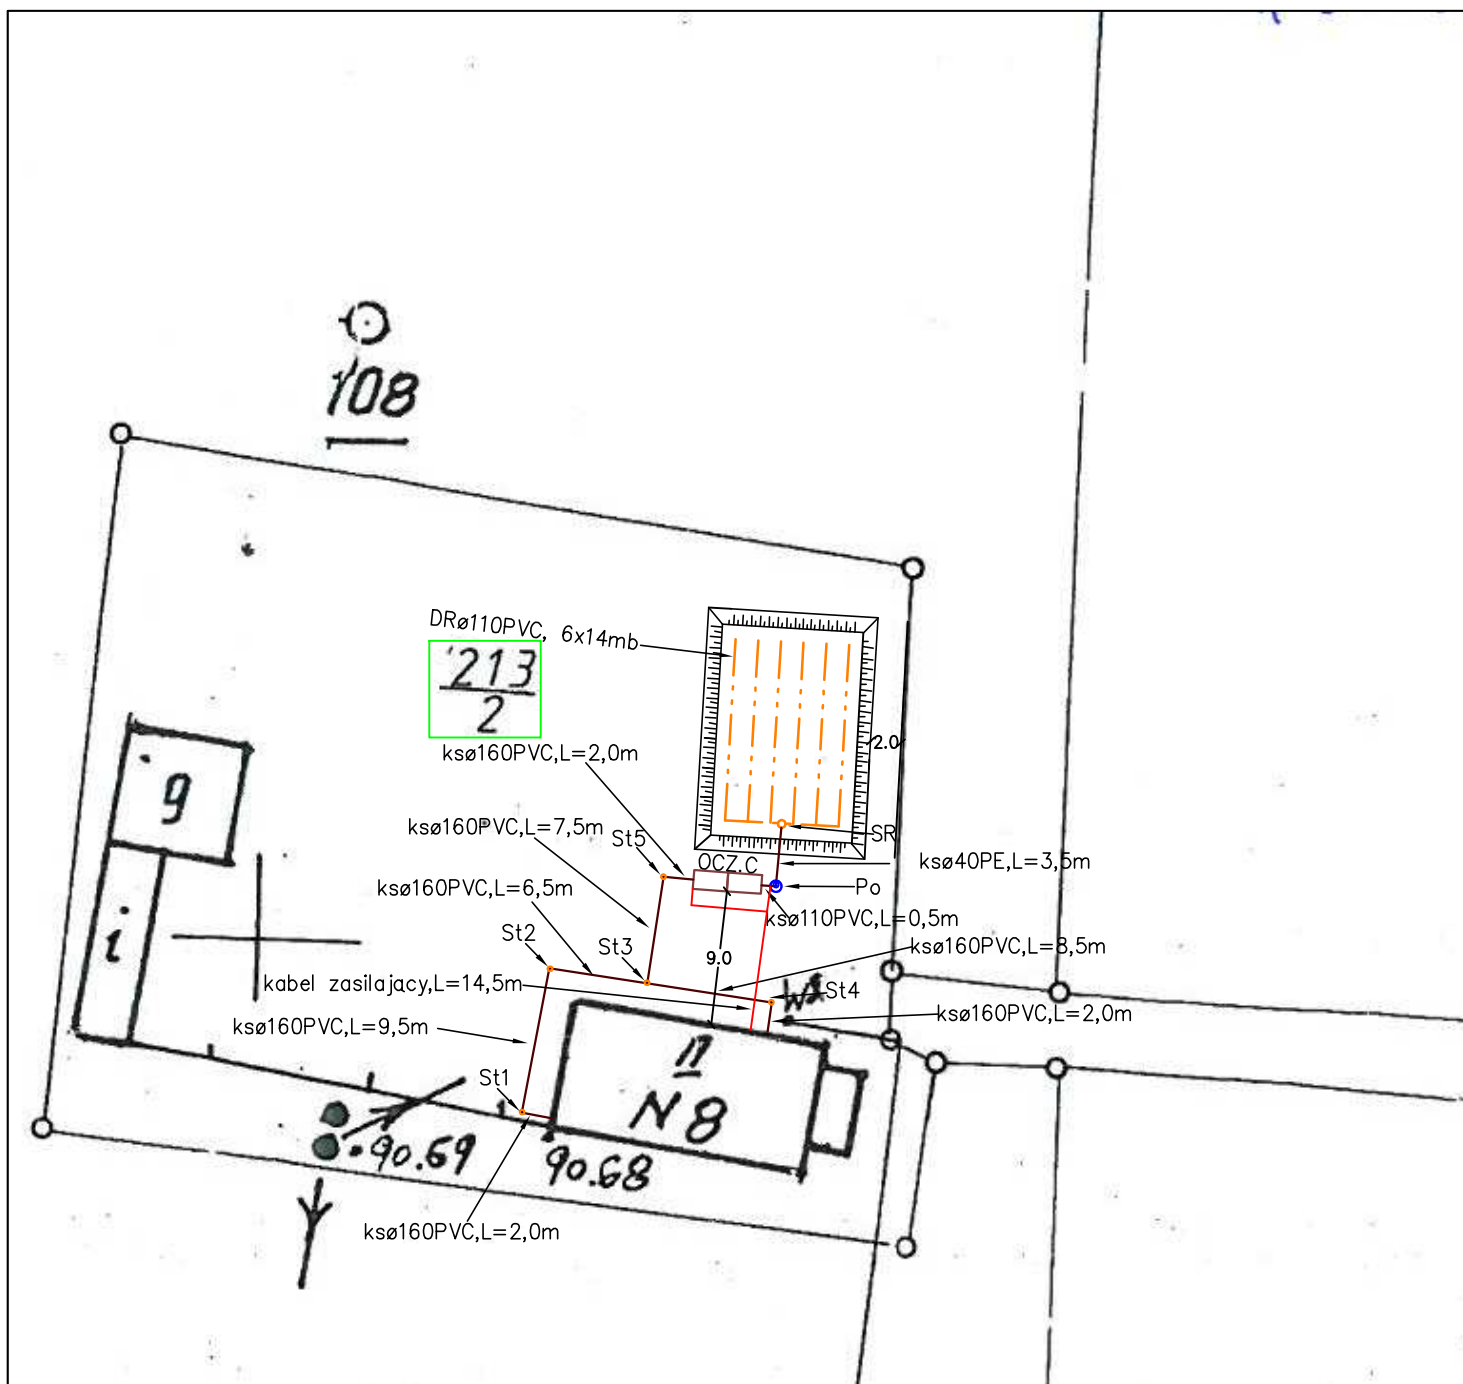 108
DRø110PVC, 6x14mb
213
2
2.0
ksø160PVC,L=2,0m
g
ksø160PVC,L=7,5m
St5
SR
OCZ.C
ksø40PE,L=3,5m
ksø160PVC,L=6,5m
Po
ksø110PVC,L=0,5m
i
St2
St3
9.0
ksø160PVC,L=8,5m
kabel zasilajacy,L=14,5m
St4
ksø160PVC,L=9,5m
ksø160PVC,L=2,0m
St1
II
N8
90.69
90.68
ksø160PVC,L=2,0m